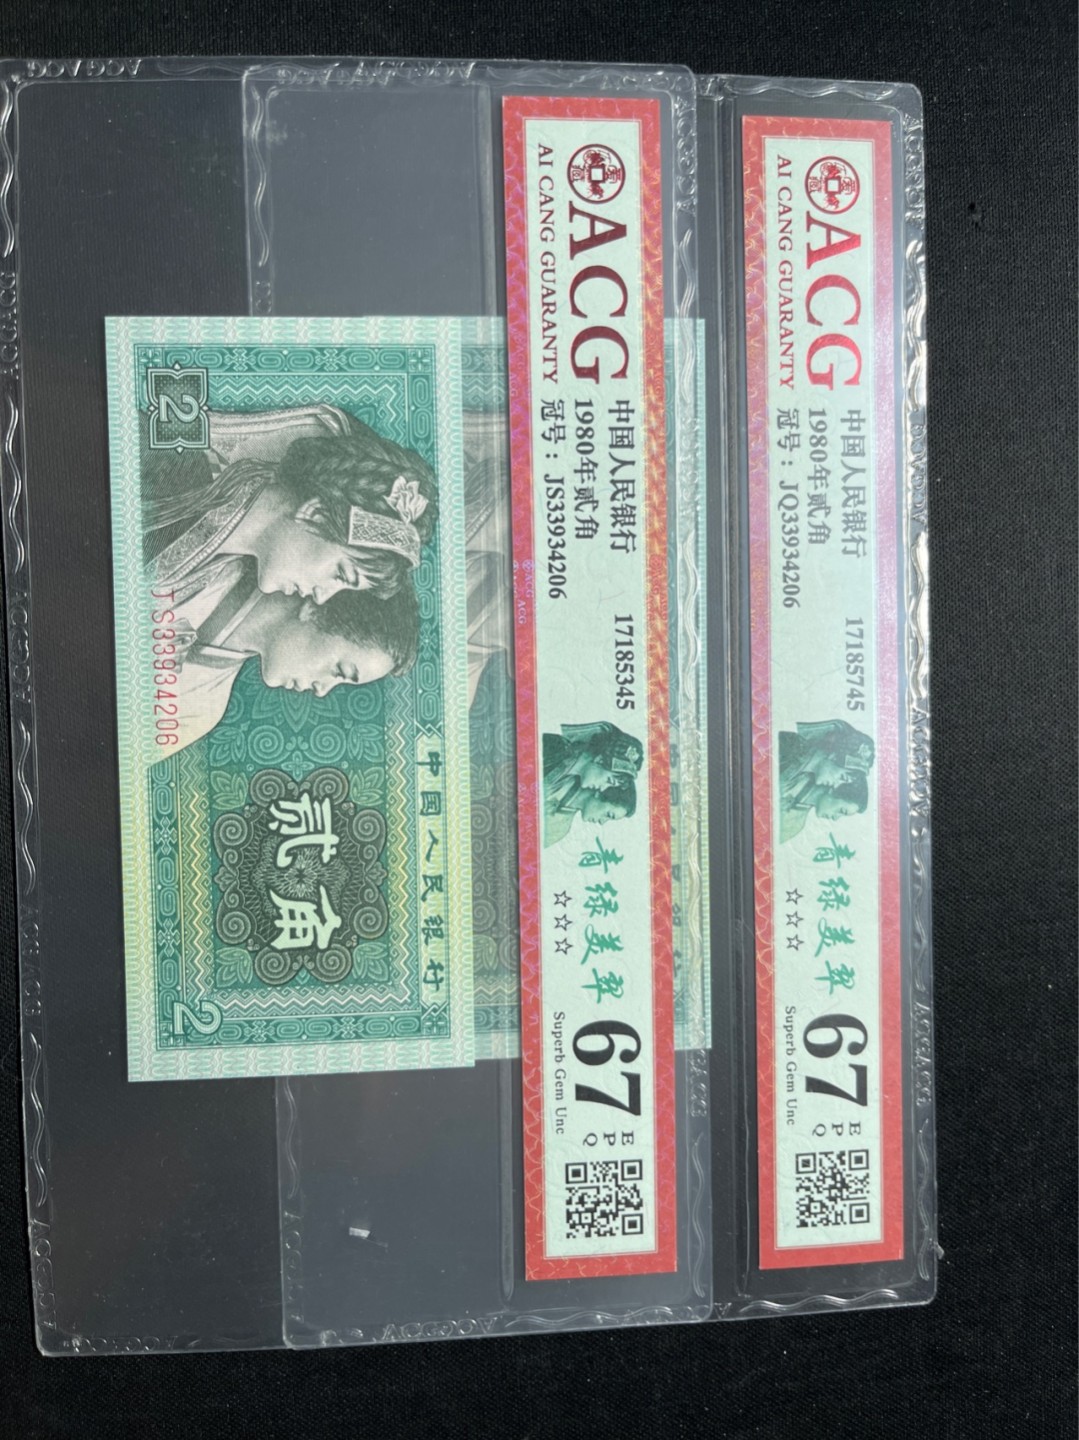 ACG
AI CANG GUARANTY
中国人民银行
1980年贰角
冠号：JS33934206
17185345
青绿美翠
☆☆☆
67
EPQ
Superb Gem Unc
ACG
AI CANG GUARANTY
中国人民银行
1980年贰角
冠号：JQ33934206
17185745
青绿美翠
☆☆☆
67
EPQ
Superb Gem Unc
中国人民银行
贰角
2
2
JS33934206